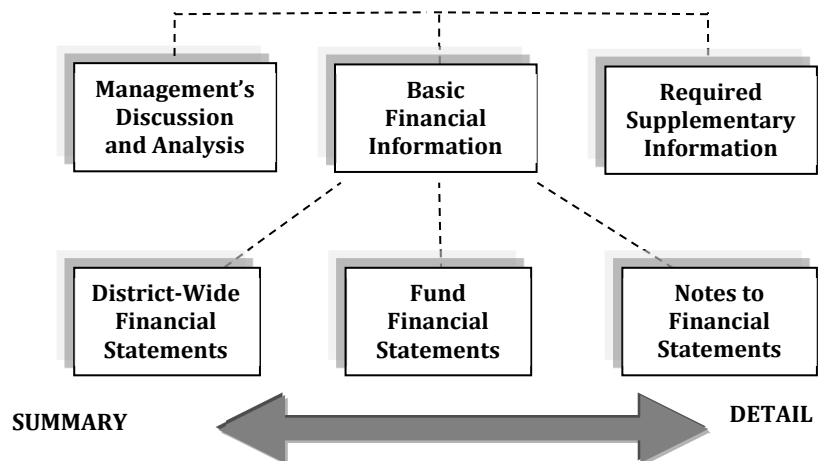 Management’s
Discussion
and Analysis
Basic
Financial
Information
Required
Supplementary
Information
District-Wide
Financial
Statements
Fund
Financial
Statements
Notes to
Financial
Statements
SUMMARY
DETAIL